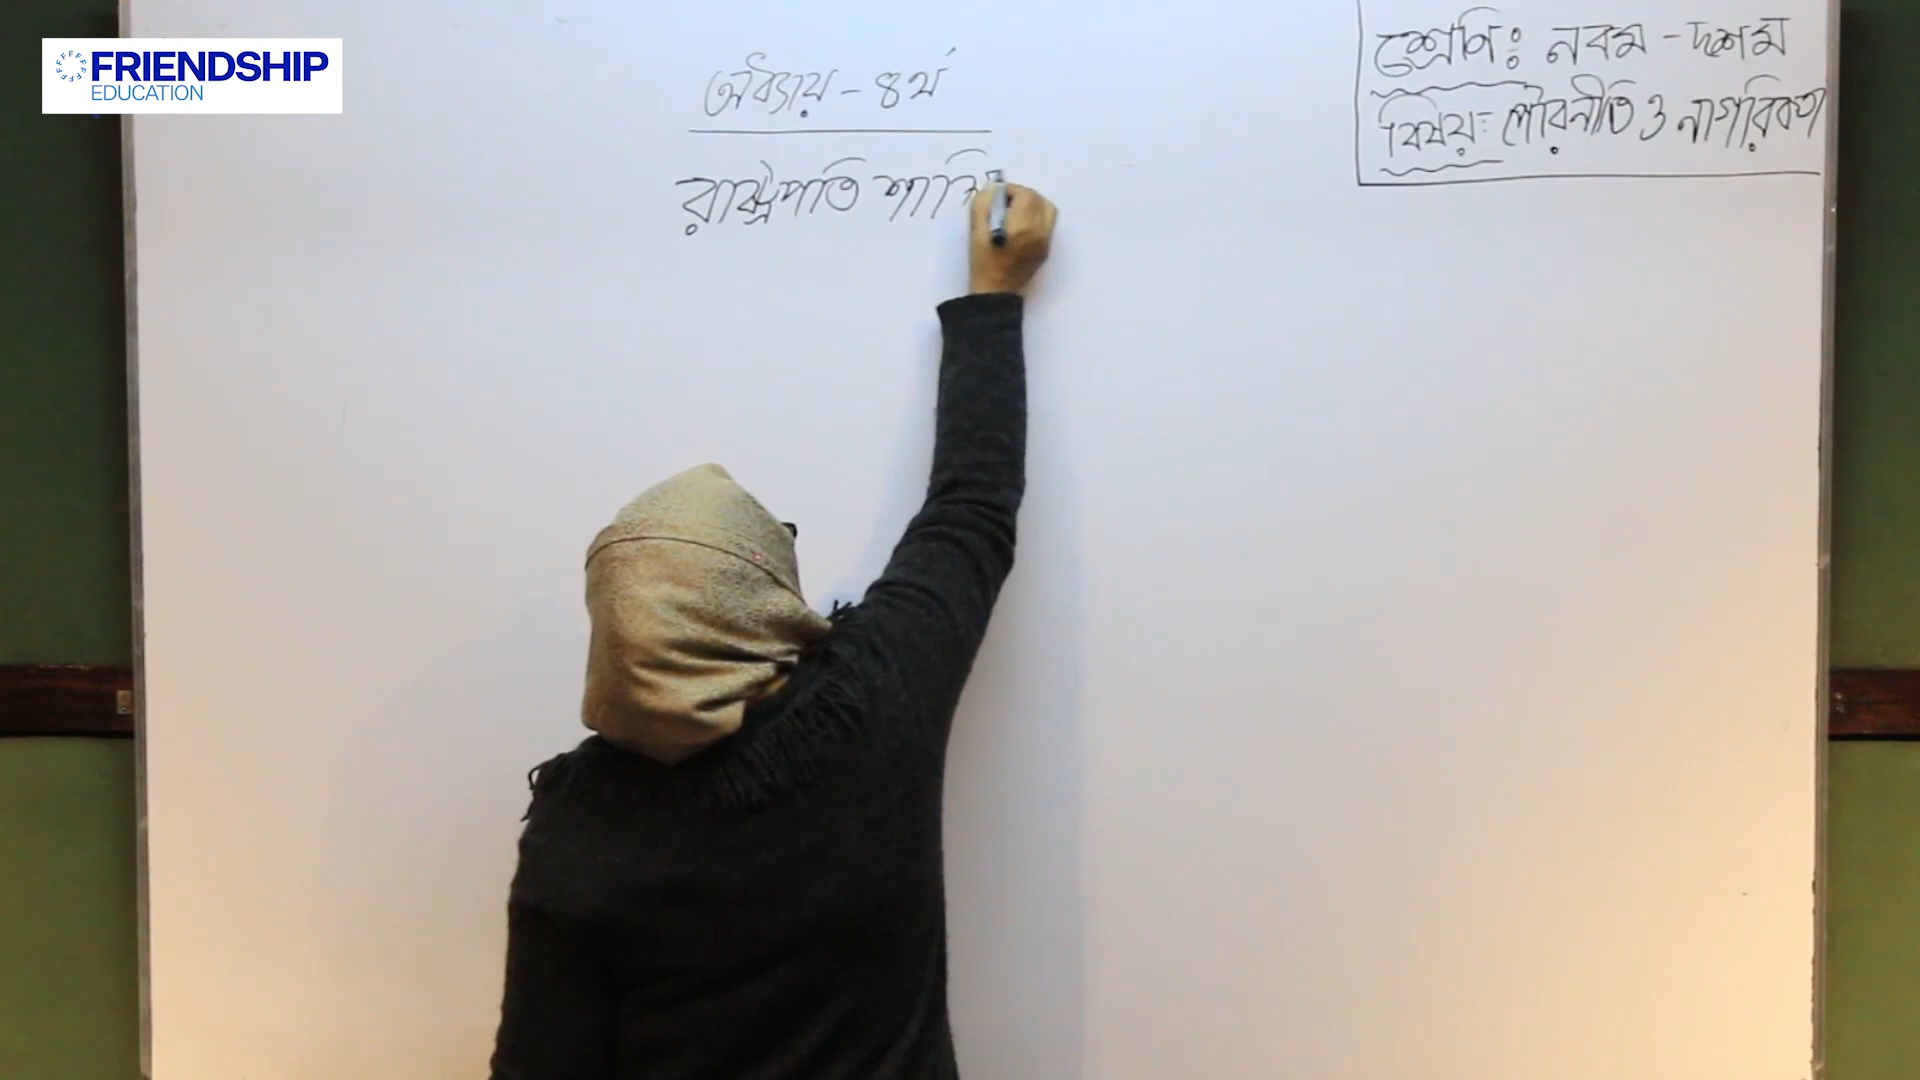 FRIENDSHIP
EDUCATION
অধ্যায় - ৪র্থ
রাষ্ট্রপতি
শ্রেণি: নবম - দশম
বিষয়: পৌরনীতি ও নাগরিকতা